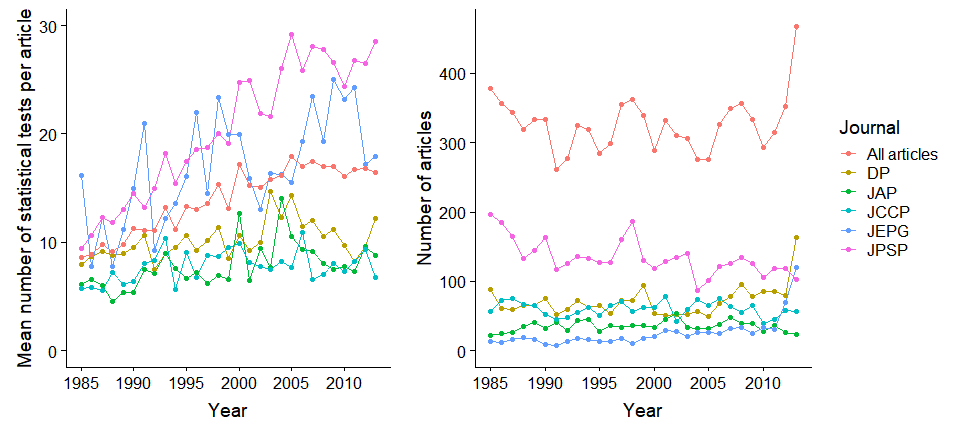 Mean number of statistical tests per article
30
20
10
0
1985 1990 1995 2000 2005 2010
Year
Number of articles
400
300
200
100
0
1985 1990 1995 2000 2005 2010
Year
Journal
All articles
DP
JAP
JCCP
JEPG
JPSP